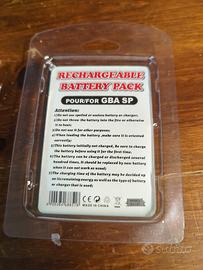 RECHARGEABLE
BATTERY PACK
POUR/FOR GBA SP
Attention:
1) Do not use spoiled or useless battery or charger.
2) Do not throw the battery into the fire or otherwise
it is toxic.
3) Do not use it for other purposes;
4) When loading the battery, make sure it is oriented
correctly;
5) This battery initially not charged, Be sure to charge
the battery before using it for the first time;
6) The battery can be charged or discharged several
hundred times, It should be replaced by new battery
when it can not work as usual;
7) The charging time of the battery may be decided up
on its remaining energy as well as the type of battery
or charger that is used;
MADE IN CHINA
subito